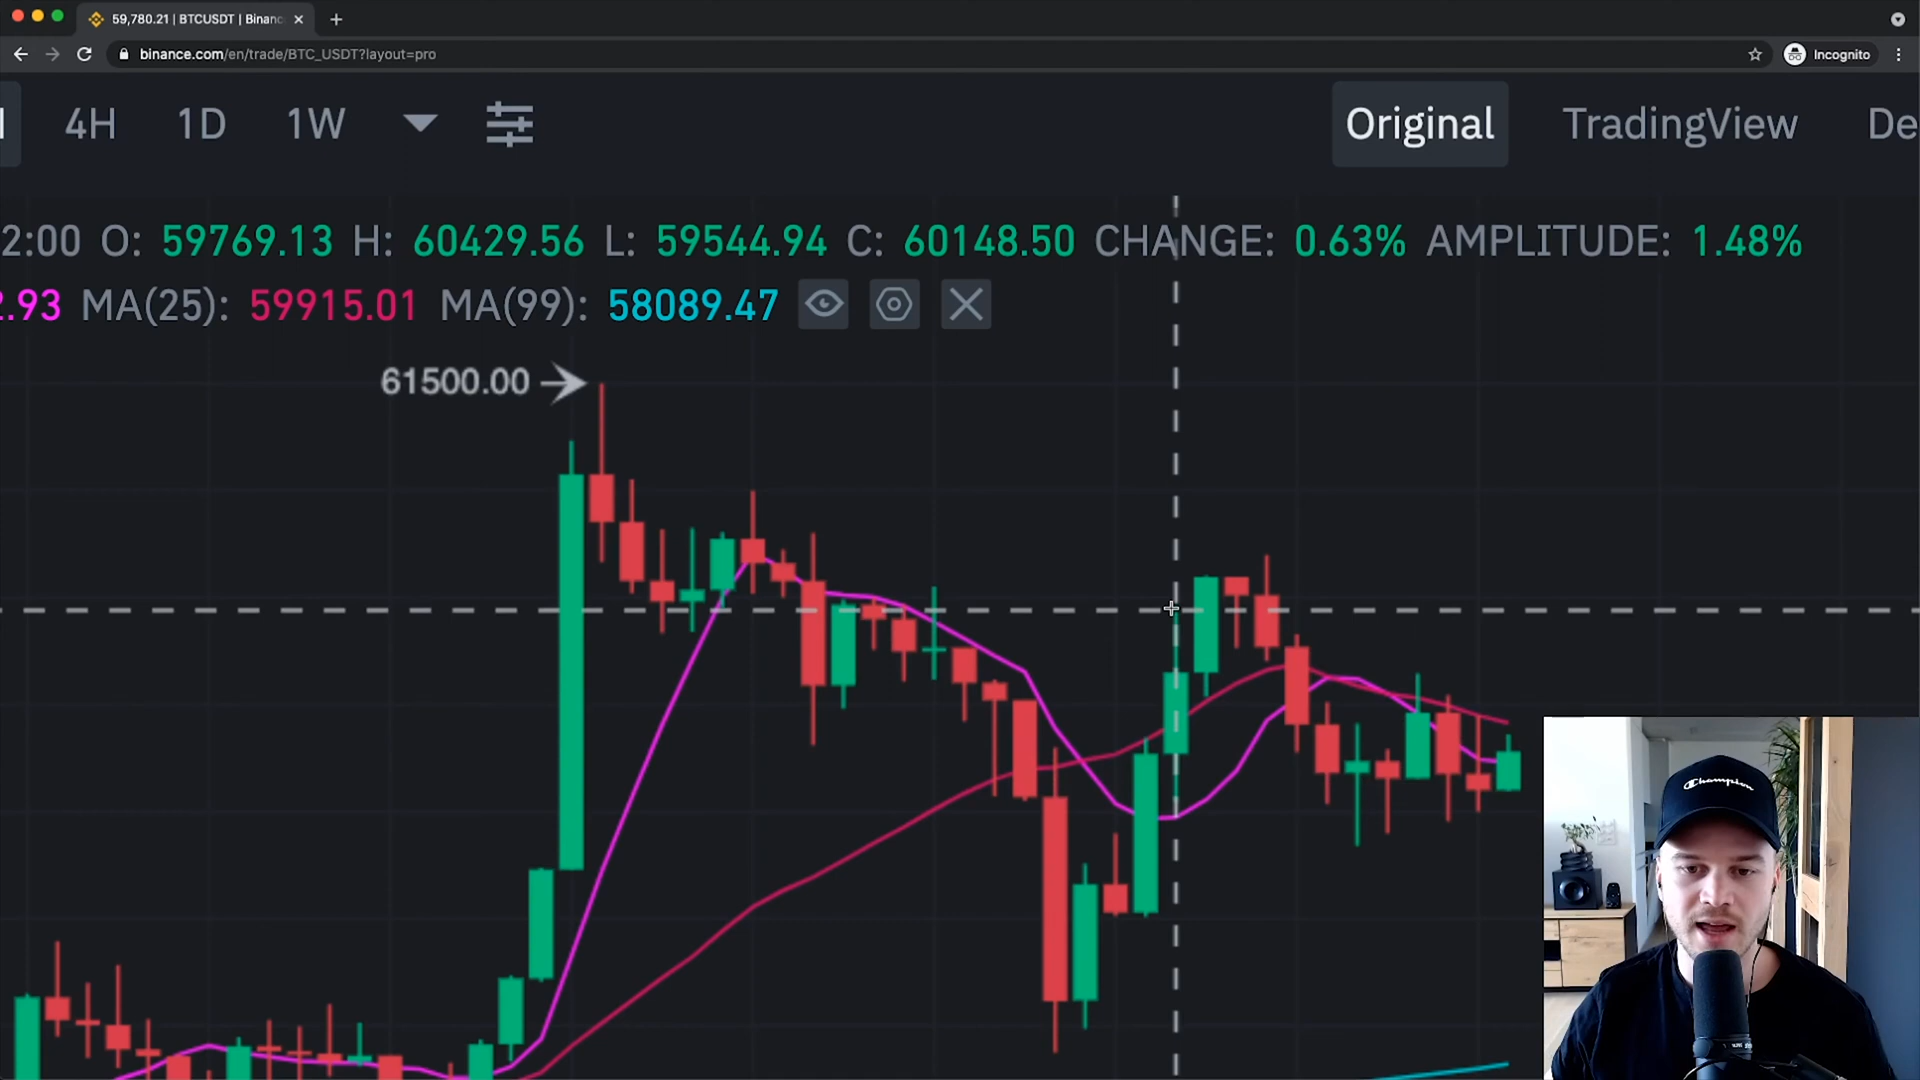 59,780.21 | BTCUSDT | Binanc
binance.com/en/trade/BTC_USDT?layout=pro
Incognito
4H 1D 1W Original TradingView De
2:00 O: 59769.13 H: 60429.56 L: 59544.94 C: 60148.50 CHANGE: 0.63% AMPLITUDE: 1.48%
2.93 MA(25): 59915.01 MA(99): 58089.47
61500.00
Champion